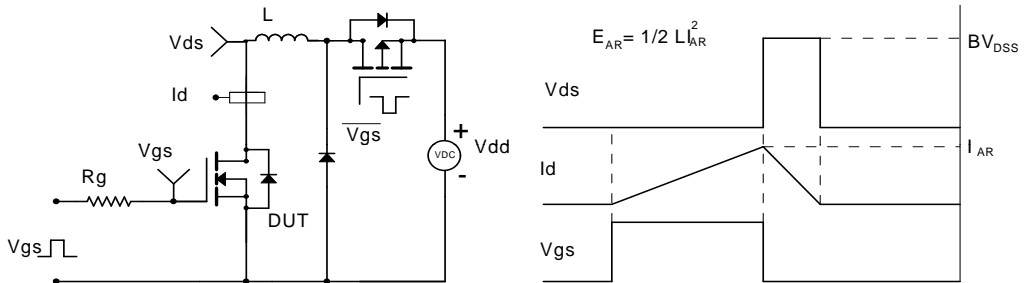 L
Vds
Id
Vgs
Vgs
Rg
DUT
Vgs
VDC
+
-
Vdd
E_AR= 1/2 LI_AR^2
BV_DSS
Vds
I_AR
Id
Vgs